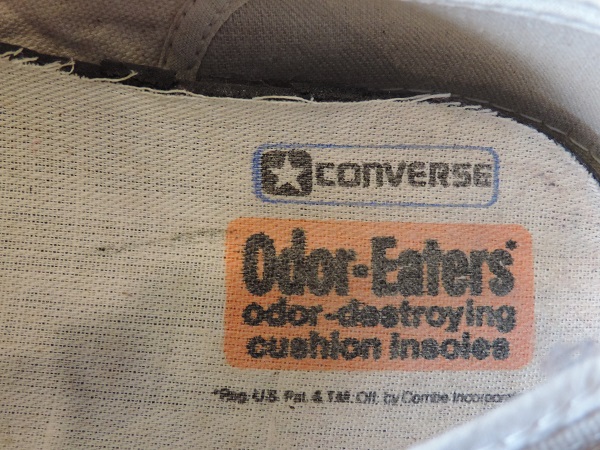 CONVERSE
Odor-Eaters*
odor-destroying
cushion insoles
*Reg. U.S. Pat. & T.M. Off. by Combe